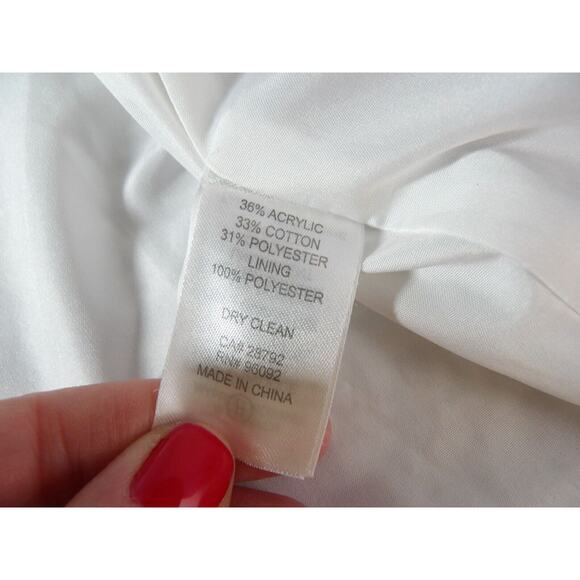 36% ACRYLIC
33% COTTON
31% POLYESTER
LINING
100% POLYESTER
DRY CLEAN
CA# 28792
RN# 96092
MADE IN CHINA